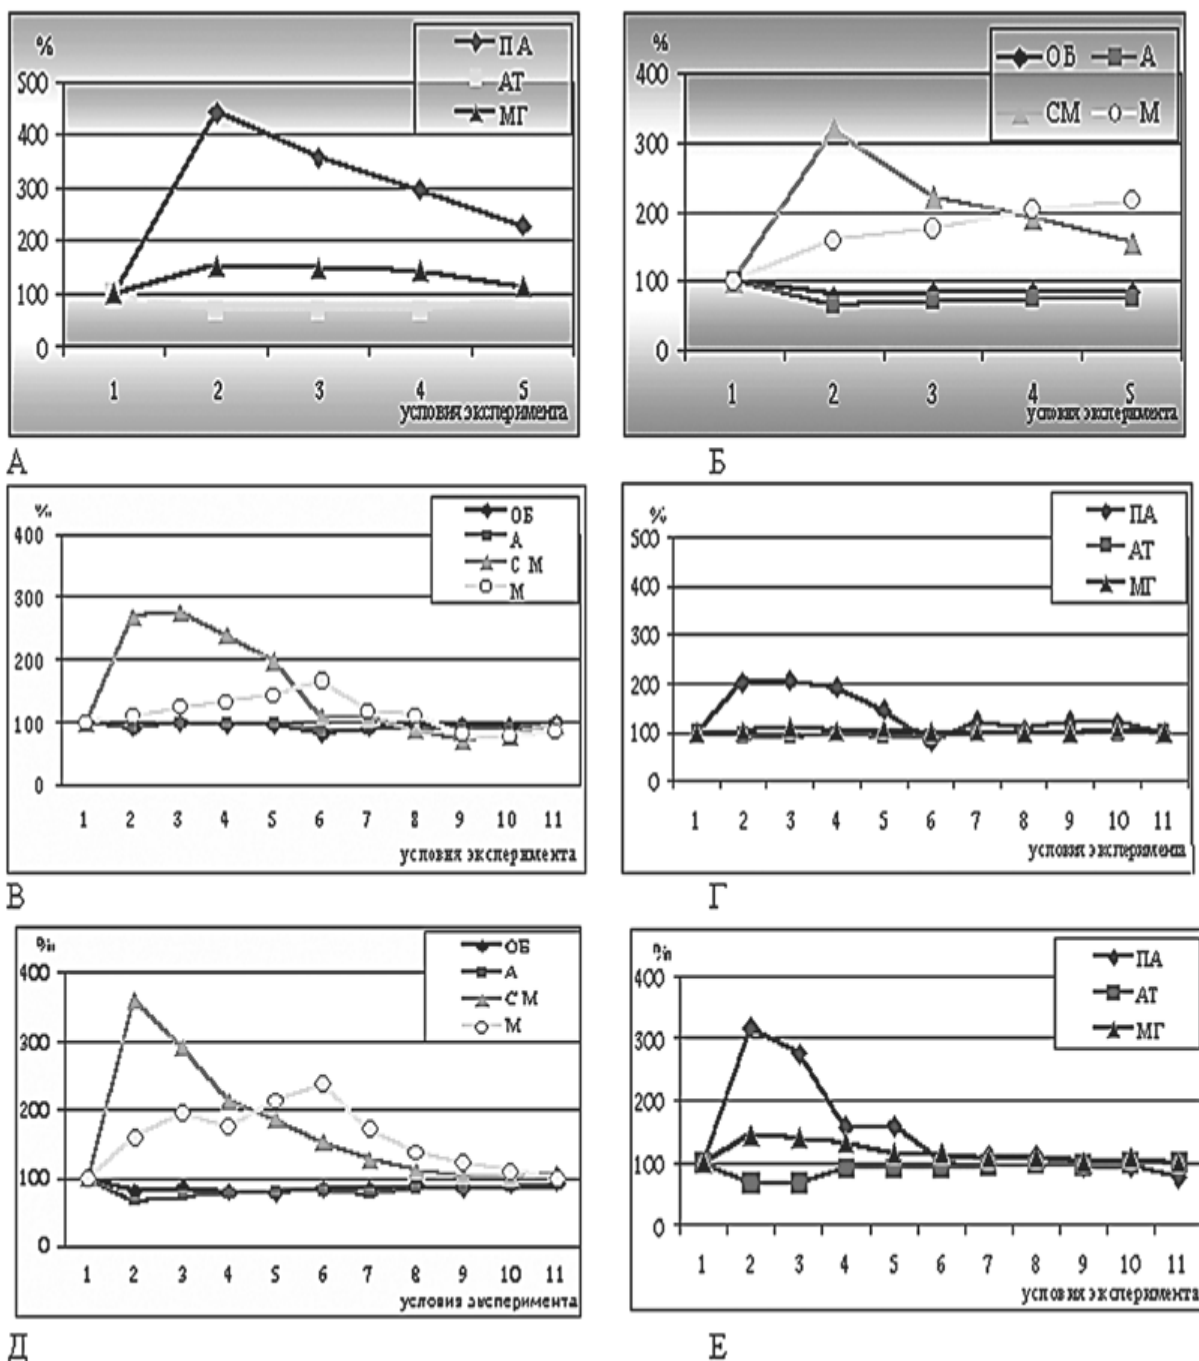 %
ПА
АТ
МГ
500
400
300
200
100
0
1 2 3 4 5
условия эксперимента
А
%
ОБ А
СМ М
400
300
200
100
0
1 2 3 4 5
условия эксперимента
Б
%
ОБ
А
СМ
М
400
300
200
100
0
1 2 3 4 5 6 7 8 9 10 11
условия эксперимента
В
%
ПА
АТ
МГ
500
400
300
200
100
0
1 2 3 4 5 6 7 8 9 10 11
условия эксперимента
Г
%
ОБ
А
СМ
М
400
300
200
100
0
1 2 3 4 5 6 7 8 9 10 11
условия эксперимента
Д
%
ПА
АТ
МГ
400
300
200
100
0
1 2 3 4 5 6 7 8 9 10 11
условия эксперимента
Е